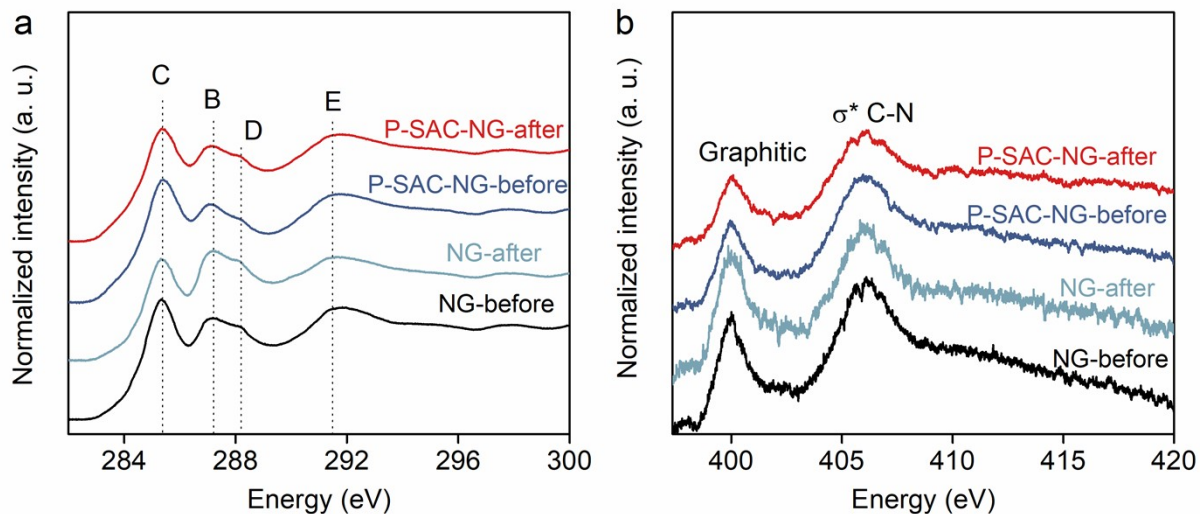 a
Normalized intensity (a. u.)
C
B
D
E
P-SAC-NG-after
P-SAC-NG-before
NG-after
NG-before
284
288
292
296
300
Energy (eV)
b
Normalized intensity (a. u.)
σ* C-N
Graphitic
P-SAC-NG-after
P-SAC-NG-before
NG-after
NG-before
400
405
410
415
420
Energy (eV)